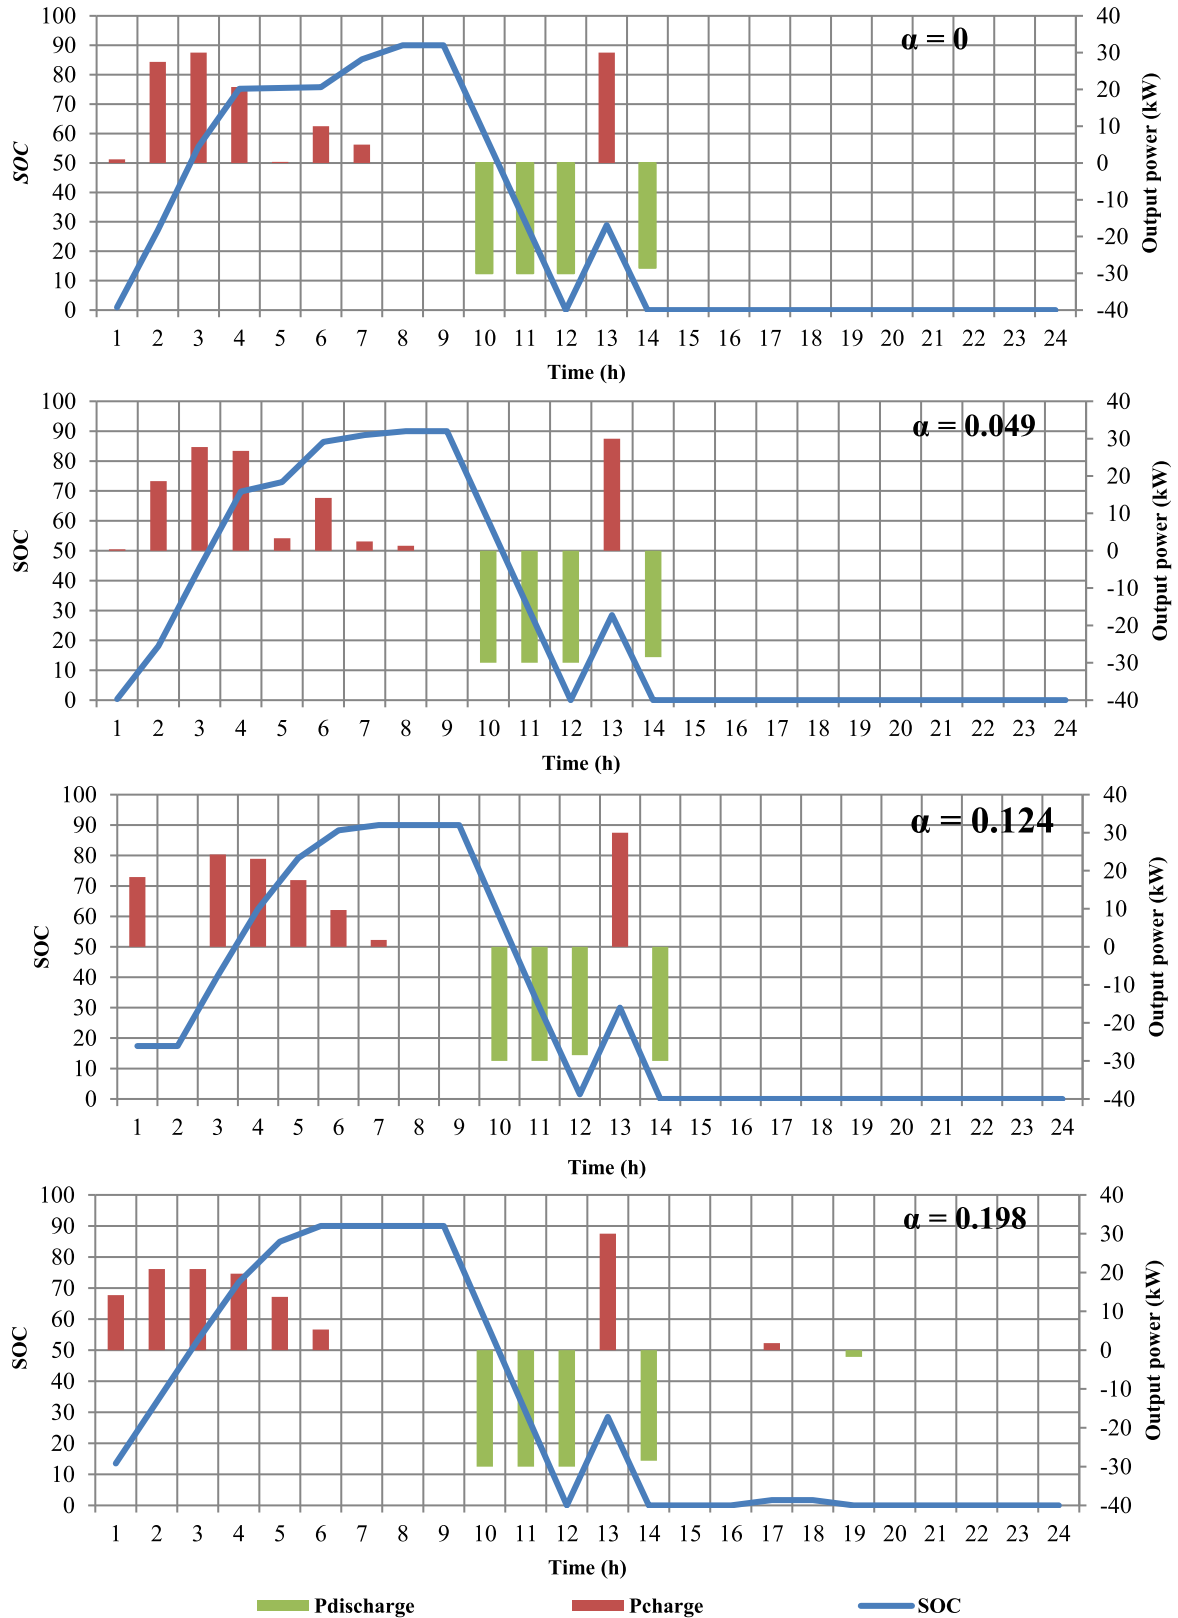 α = 0
100 90 80 70 60 50 40 30 20 10 0
SOC
40 30 20 10 0 -10 -20 -30 -40
Output power (kW)
1 2 3 4 5 6 7 8 9 10 11 12 13 14 15 16 17 18 19 20 21 22 23 24
Time (h)
α = 0.049
100 90 80 70 60 50 40 30 20 10 0
SOC
40 30 20 10 0 -10 -20 -30 -40
Output power (kW)
1 2 3 4 5 6 7 8 9 10 11 12 13 14 15 16 17 18 19 20 21 22 23 24
Time (h)
α = 0.124
100 90 80 70 60 50 40 30 20 10 0
SOC
40 30 20 10 0 -10 -20 -30 -40
Output power (kW)
1 2 3 4 5 6 7 8 9 10 11 12 13 14 15 16 17 18 19 20 21 22 23 24
Time (h)
α = 0.198
100 90 80 70 60 50 40 30 20 10 0
SOC
40 30 20 10 0 -10 -20 -30 -40
Output power (kW)
1 2 3 4 5 6 7 8 9 10 11 12 13 14 15 16 17 18 19 20 21 22 23 24
Time (h)
Pdischarge Pcharge SOC